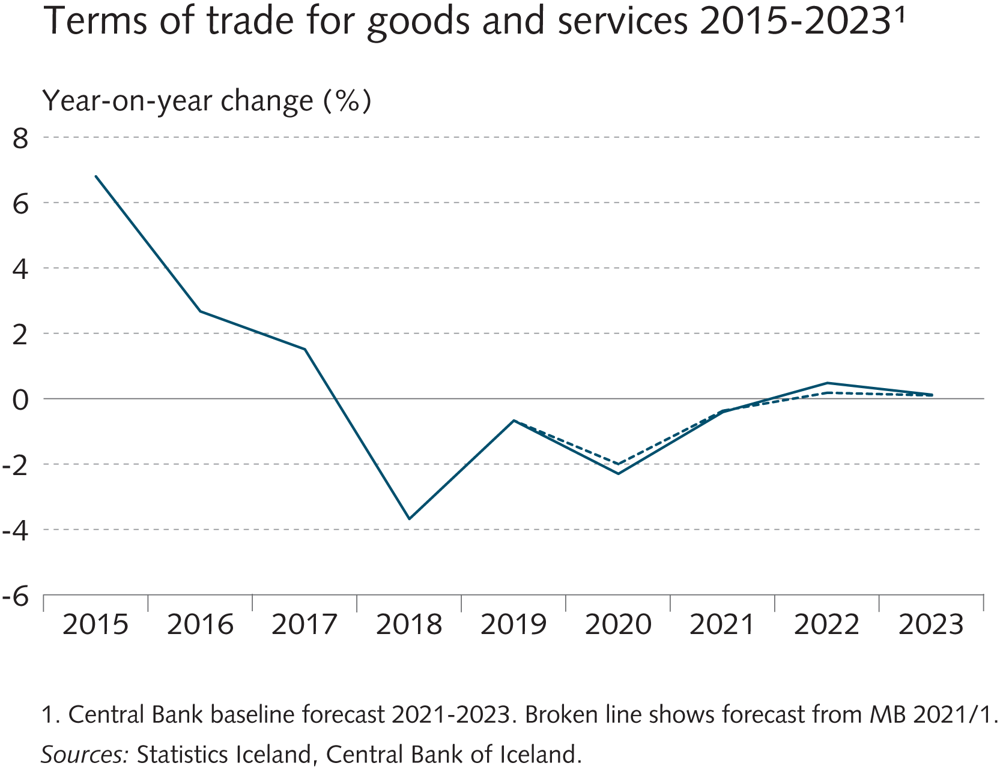 Terms of trade for goods and services 2015-2023¹
Year-on-year change (%)
8
6
4
2
0
-2
-4
-6
2015 2016 2017 2018 2019 2020 2021 2022 2023
1. Central Bank baseline forecast 2021-2023. Broken line shows forecast from MB 2021/1.
Sources: Statistics Iceland, Central Bank of Iceland.